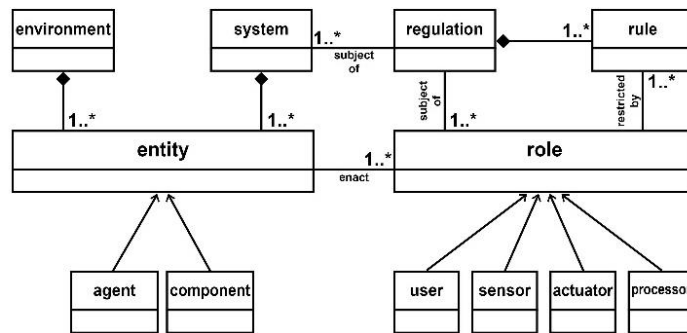 environment
system
regulation
rule
1..*
subject
of
1..*
1..*
1..*
subject
of
1..*
restricted
by
1..*
entity
1..*
enact
role
agent
component
user
sensor
actuator
processor